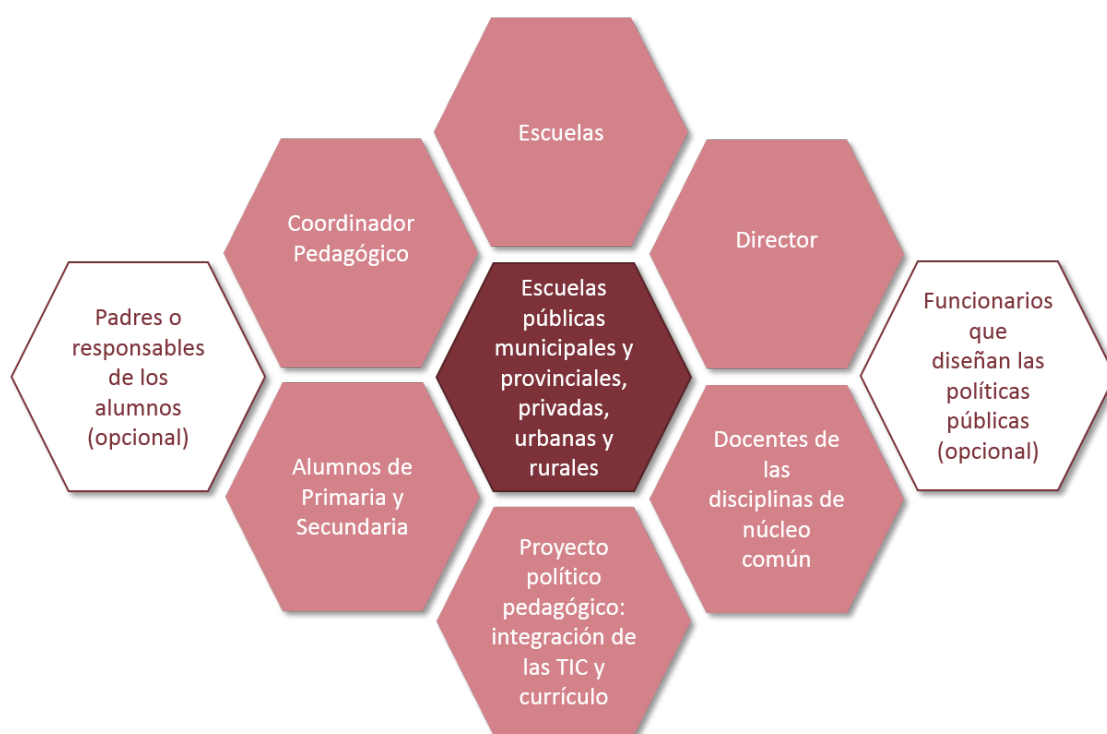 Escuelas
Coordinador
Pedagógico
Director
Padres o
responsables
de los
alumnos
(opcional)
Escuelas
públicas
municipales y
provinciales,
privadas,
urbanas y
rurales
Funcionarios
que
diseñan las
políticas
públicas
(opcional)
Alumnos de
Primaria y
Secundaria
Docentes de
las
disciplinas de
núcleo
común
Proyecto
político
pedagógico:
integración de
las TIC y
currículo